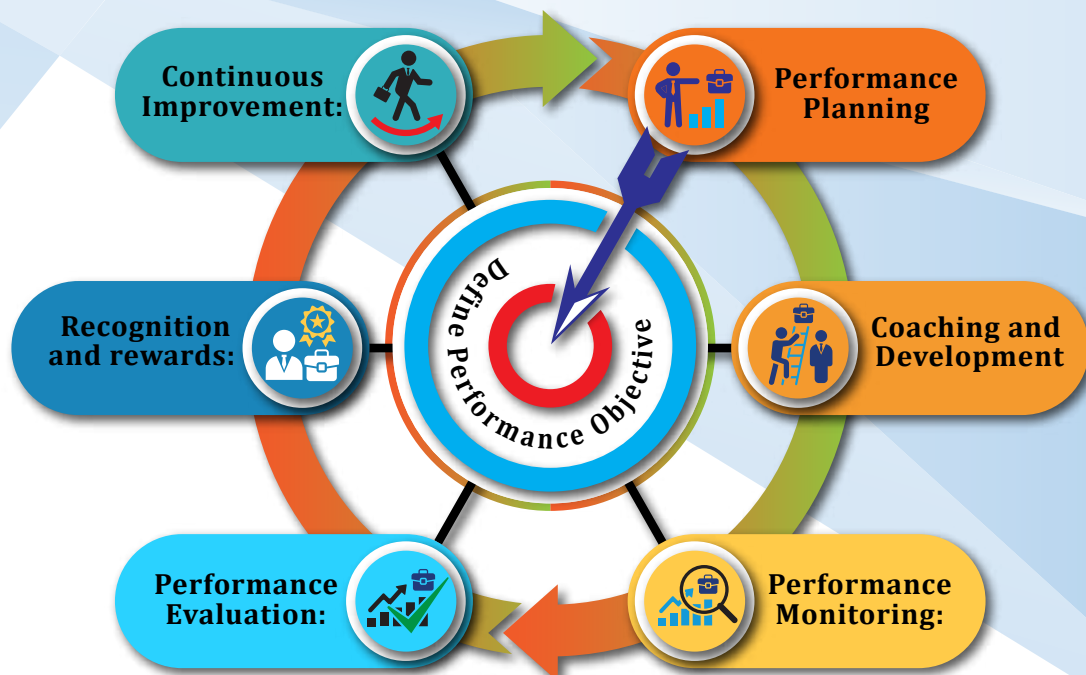 Continuous
Improvement:
Performance
Planning
Recognition
and rewards:
Define Performance Objective
Coaching and
Development
Performance
Evaluation:
Performance
Monitoring: